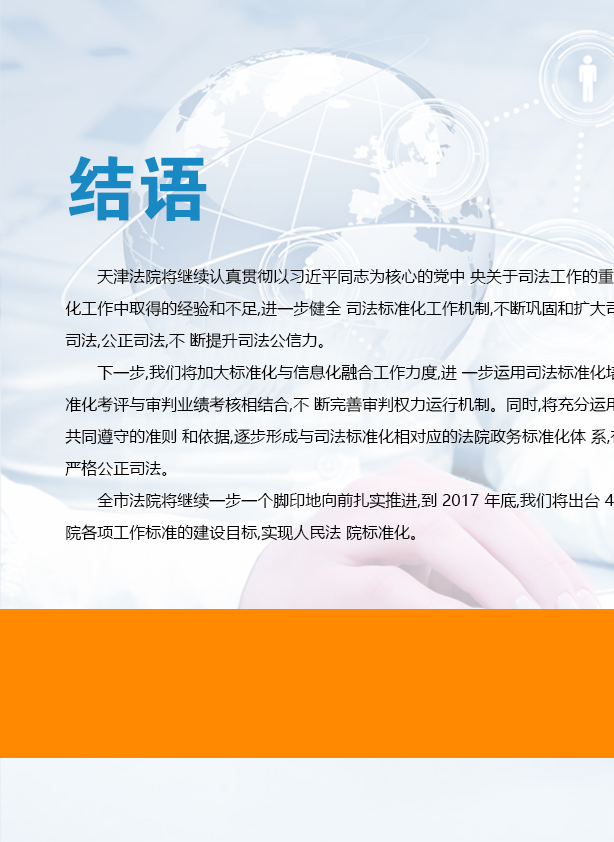 结语
天津法院将继续认真贯彻以习近平同志为核心的党中 央关于司法工作的重
化工作中取得的经验和不足,进一步健全 司法标准化工作机制,不断巩固和扩大司
司法,公正司法,不 断提升司法公信力。
下一步,我们将加大标准化与信息化融合工作力度,进 一步运用司法标准化
准化考评与审判业绩考核相结合,不 断完善审判权力运行机制。同时,将充分运用
共同遵守的准则 和依据,逐步形成与司法标准化相对应的法院政务标准化体 系,
严格公正司法。
全市法院将继续一步一个脚印地向前扎实推进,到 2017 年底,我们将出台 4
院各项工作标准的建设目标,实现人民法 院标准化。